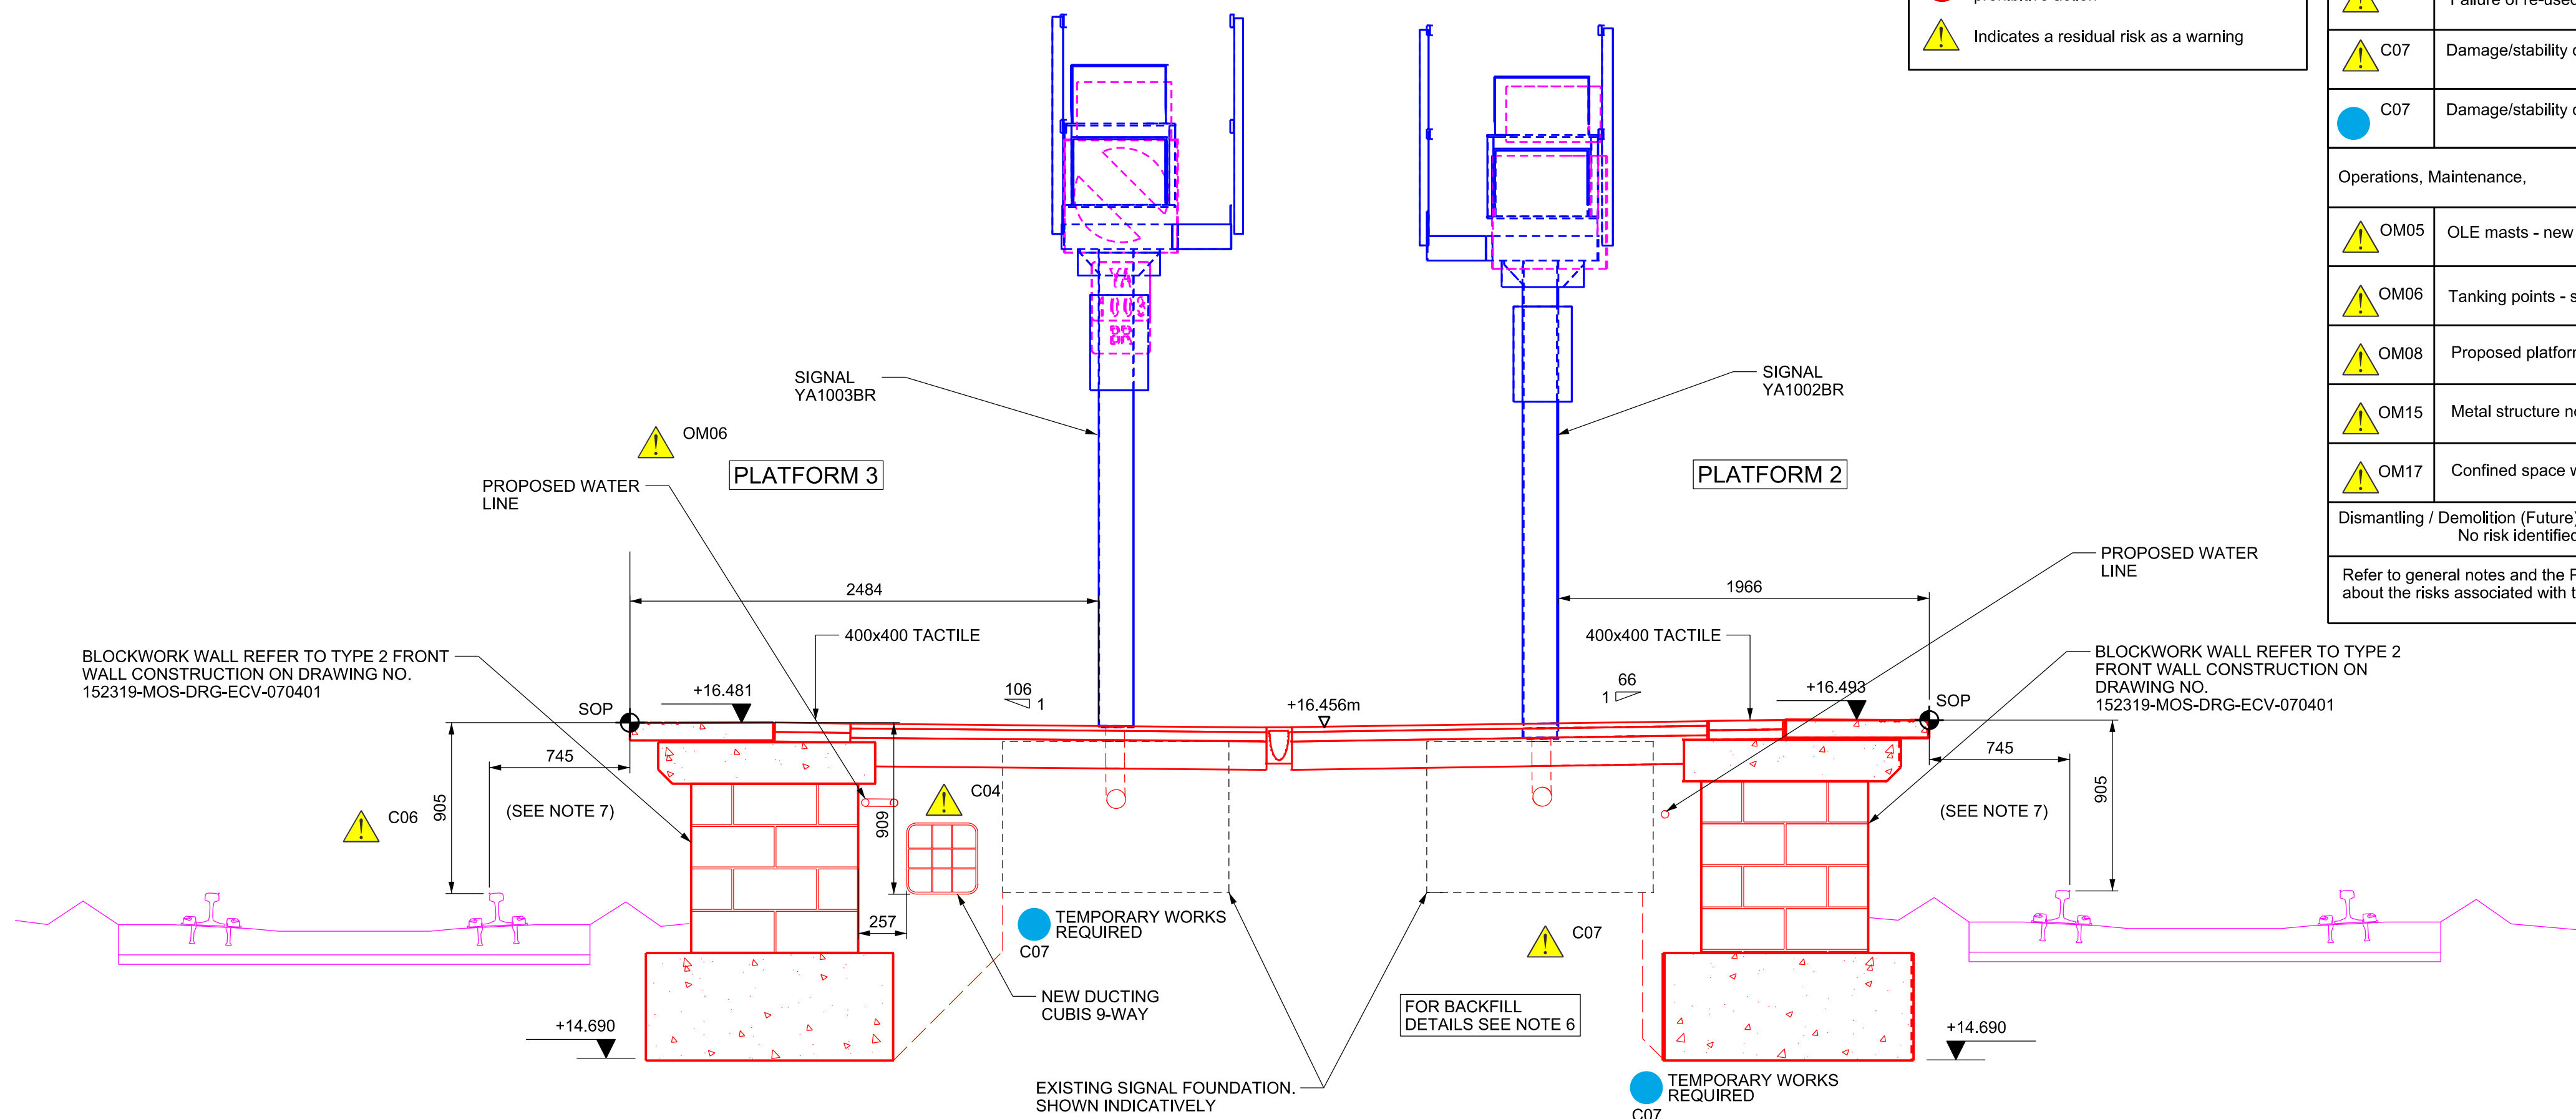 Indicates a residual risk as a warning
C07 Damage/stability
C07 Damage/stability
Operations, Maintenance,
OM05 OLE masts - new
OM06 Tanking points -
OM08 Proposed
OM15 Metal structure
OM17 Confined space
Dismantling / Demolition (Future)
No risk
Refer to general notes and the
about the risks associated with
SIGNAL
YA1003BR
YA
1003
BR
SIGNAL
YA1002BR
OM06
PLATFORM 3
PLATFORM 2
PROPOSED WATER
LINE
PROPOSED WATER
LINE
2484
1966
400x400 TACTILE
400x400 TACTILE
BLOCKWORK WALL REFER TO TYPE 2 FRONT
WALL CONSTRUCTION ON DRAWING NO.
152319-MOS-DRG-ECV-070401
BLOCKWORK WALL REFER TO TYPE 2
FRONT WALL CONSTRUCTION ON
DRAWING NO.
152319-MOS-DRG-ECV-070401
SOP
+16.481
106
1
+16.456m
66
1
+16.493
SOP
745
745
905
905
(SEE NOTE 7)
(SEE NOTE 7)
C06
909
C04
257
TEMPORARY WORKS
REQUIRED
C07
C07
NEW DUCTING
CUBIS 9-WAY
FOR BACKFILL
DETAILS SEE NOTE 6
+14.690
+14.690
EXISTING SIGNAL FOUNDATION.
SHOWN INDICATIVELY
TEMPORARY WORKS
REQUIRED
C07